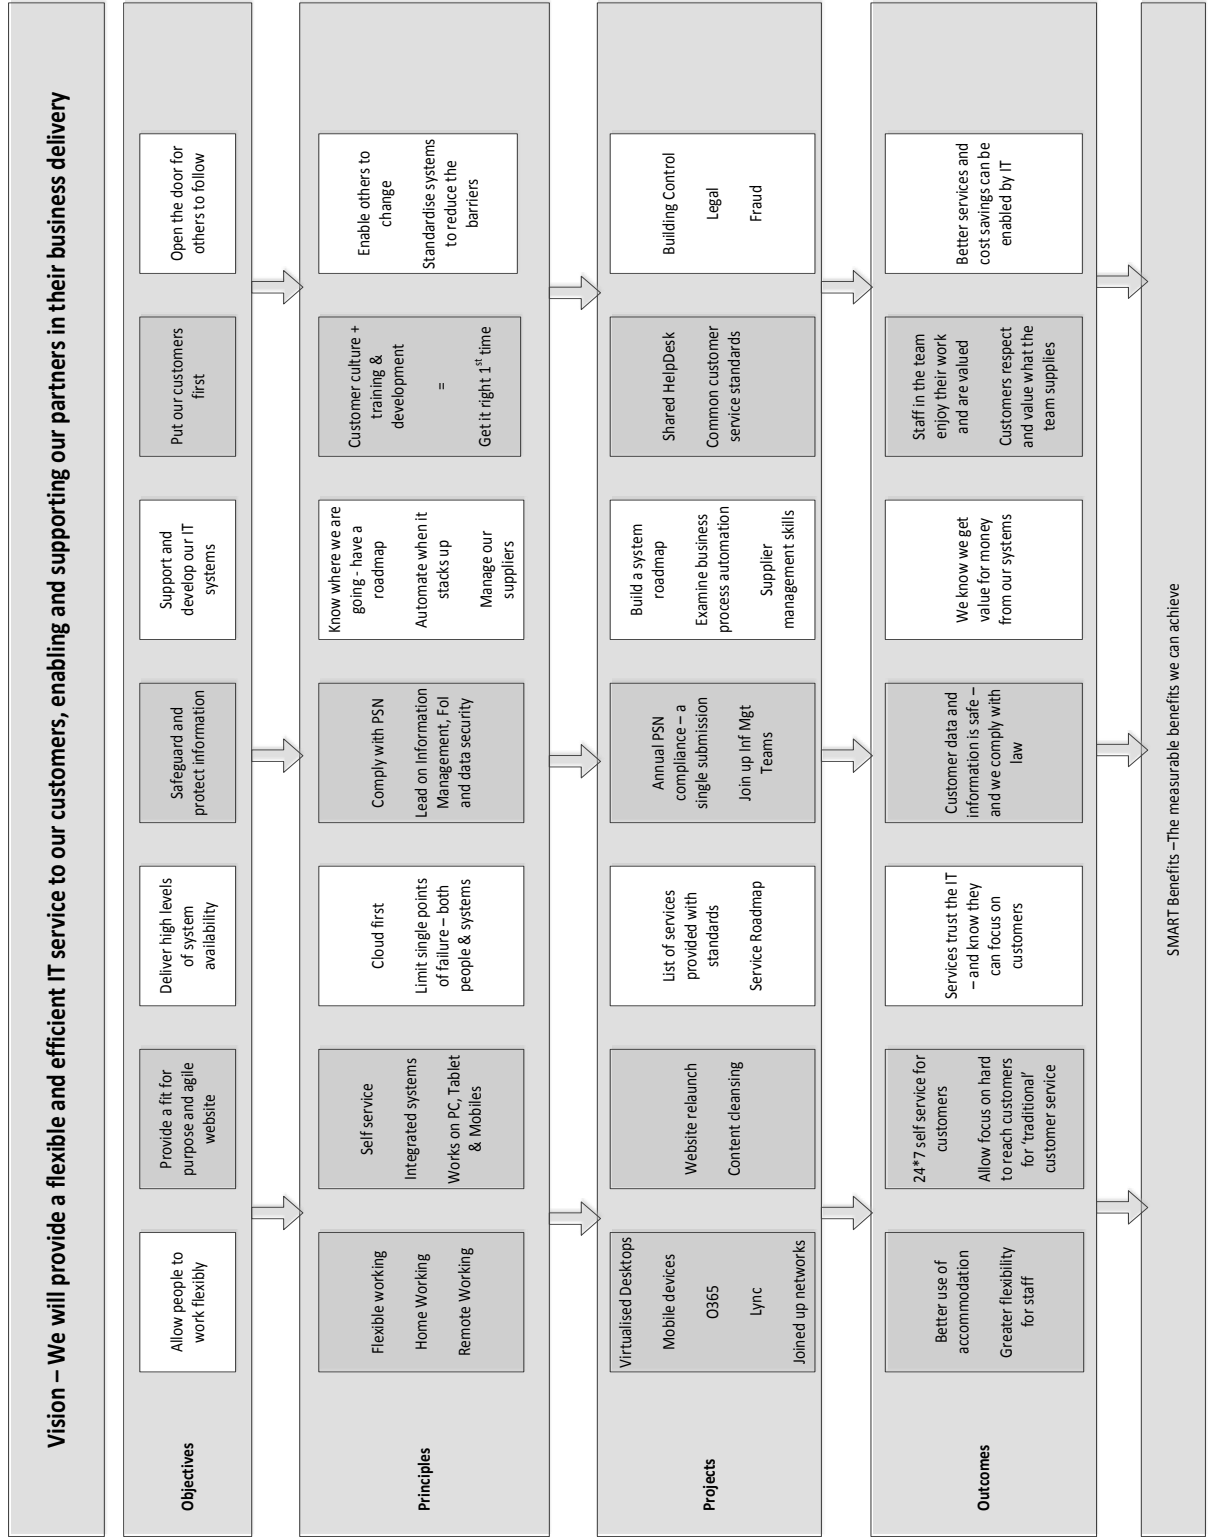 Vision – We will provide a flexible and efficient IT service to our customers, enabling and supporting our partners in their business delivery
Objectives
Allow people to
work flexibly
Provide a fit for
purpose and agile
website
Deliver high levels
of system
availability
Safeguard and
protect information
Support and
develop our IT
systems
Put our customers
first
Open the door for
others to follow
Principles
Flexible working
Home Working
Remote Working
Self service
Integrated systems
Works on PC, Tablet
& Mobiles
Cloud first
Limit single points
of failure – both
people & systems
Comply with PSN
Lead on Information
Management, FoI
and data security
Know where we are
going - have a
roadmap
Automate when it
stacks up
Manage our
suppliers
Customer culture +
training &
development
=
Get it right 1st time
Enable others to
change
Standardise systems
to reduce the
barriers
Projects
Virtualised Desktops
Mobile devices
O365
Lync
Joined up networks
Website relaunch
Content cleansing
List of services
provided with
standards
Service Roadmap
Annual PSN
compliance – a
single submission
Join up Inf Mgt
Teams
Build a system
roadmap
Examine business
process automation
Supplier
management skills
Shared HelpDesk
Common customer
service standards
Building Control
Legal
Fraud
Outcomes
Better use of
accommodation
Greater flexibility
for staff
24*7 self service for
customers
Allow focus on hard
to reach customers
for ‘traditional’
customer service
Services trust the IT
– and know they
can focus on
customers
Customer data and
information is safe –
and we comply with
law
We know we get
value for money
from our systems
Staff in the team
enjoy their work
and are valued
Customers respect
and value what the
team supplies
Better services and
cost savings can be
enabled by IT
SMART Benefits –The measurable benefits we can achieve